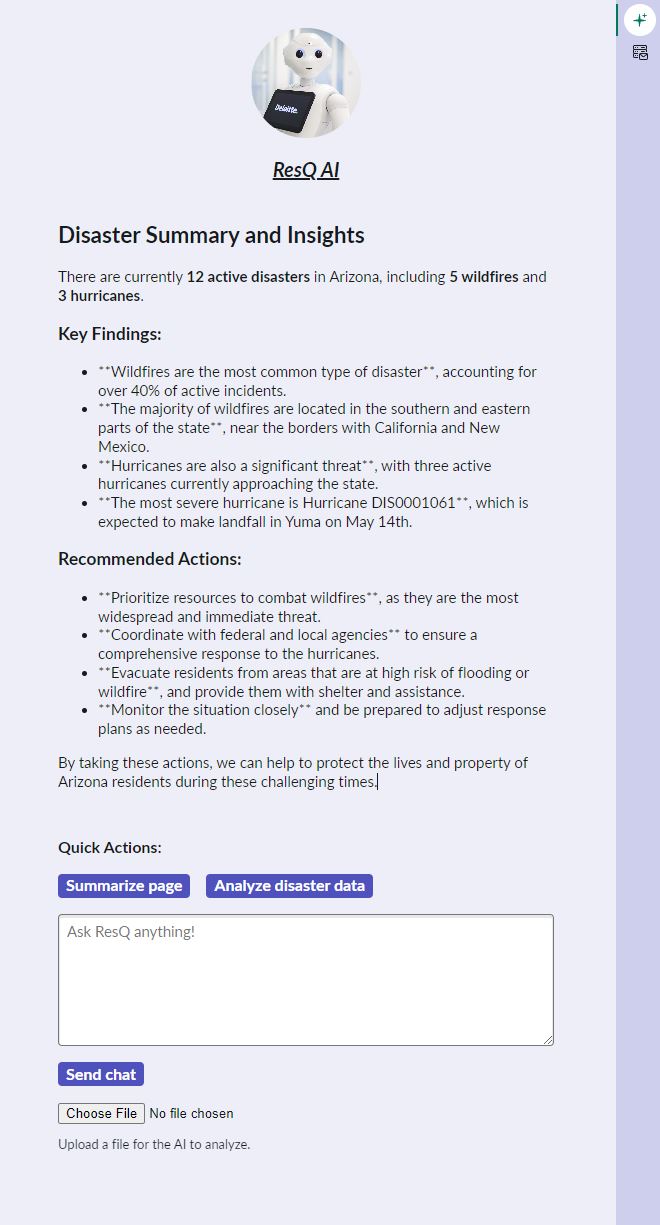 Deloitte.
ResQ AI
Disaster Summary and Insights
There are currently 12 active disasters in Arizona, including 5 wildfires and
3 hurricanes.
Key Findings:
• **Wildfires are the most common type of disaster**, accounting for
over 40% of active incidents.
• **The majority of wildfires are located in the southern and eastern
parts of the state**, near the borders with California and New
Mexico.
• **Hurricanes are also a significant threat**, with three active
hurricanes currently approaching the state.
• **The most severe hurricane is Hurricane DIS0001061**, which is
expected to make landfall in Yuma on May 14th.
Recommended Actions:
• **Prioritize resources to combat wildfires**, as they are the most
widespread and immediate threat.
• **Coordinate with federal and local agencies** to ensure a
comprehensive response to the hurricanes.
• **Evacuate residents from areas that are at high risk of flooding or
wildfire**, and provide them with shelter and assistance.
• **Monitor the situation closely** and be prepared to adjust response
plans as needed.
By taking these actions, we can help to protect the lives and property of
Arizona residents during these challenging times.
Quick Actions:
Summarize page Analyze disaster data
Ask ResQ anything!
Send chat
Choose File No file chosen
Upload a file for the AI to analyze.